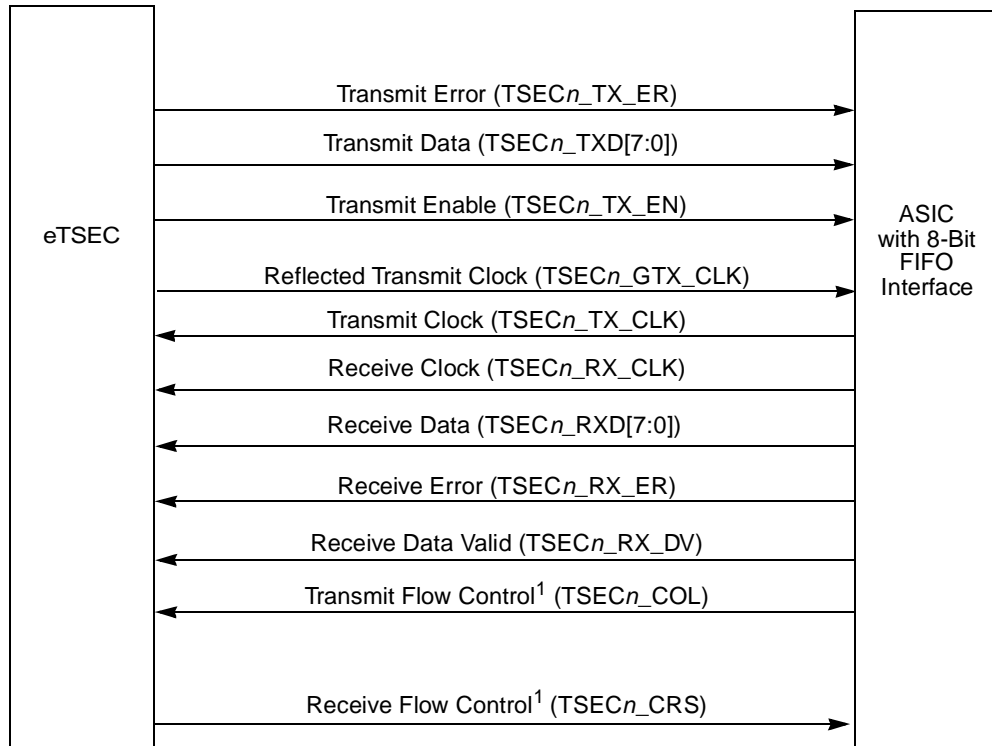 Transmit Error (TSECn_TX_ER)
Transmit Data (TSECn_TXD[7:0])
Transmit Enable (TSECn_TX_EN)
eTSEC
ASIC
with 8-Bit
FIFO
Interface
Reflected Transmit Clock (TSECn_GTX_CLK)
Transmit Clock (TSECn_TX_CLK)
Receive Clock (TSECn_RX_CLK)
Receive Data (TSECn_RXD[7:0])
Receive Error (TSECn_RX_ER)
Receive Data Valid (TSECn_RX_DV)
Transmit Flow Control¹ (TSECn_COL)
Receive Flow Control¹ (TSECn_CRS)